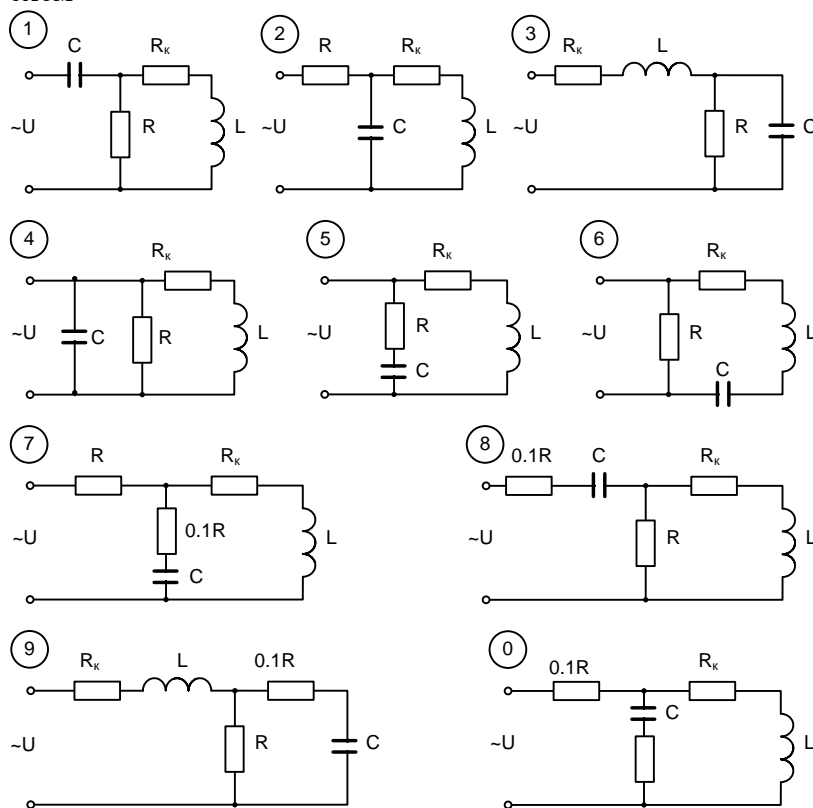 1 2 3
C Rк R Rк Rк L
~U R L ~U C L ~U R C
4 5 6
Rк Rк Rк
~U C R L ~U R L ~U R L
C C
7 8
R Rк 0.1R C Rк
~U 0.1R L ~U R L
C
9 0
Rк L 0.1R 0.1R Rк
C
~U R C ~U L